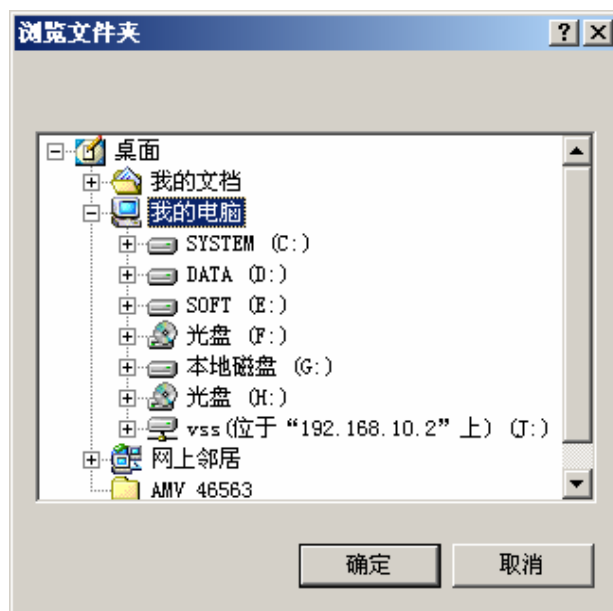 浏览文件夹
桌面
我的文档
我的电脑
SYSTEM (C:)
DATA (D:)
SOFT (E:)
光盘 (F:)
本地磁盘 (G:)
光盘 (H:)
vss(位于“192.168.10.2”上) (J:)
网上邻居
AMV 46563
确定
取消